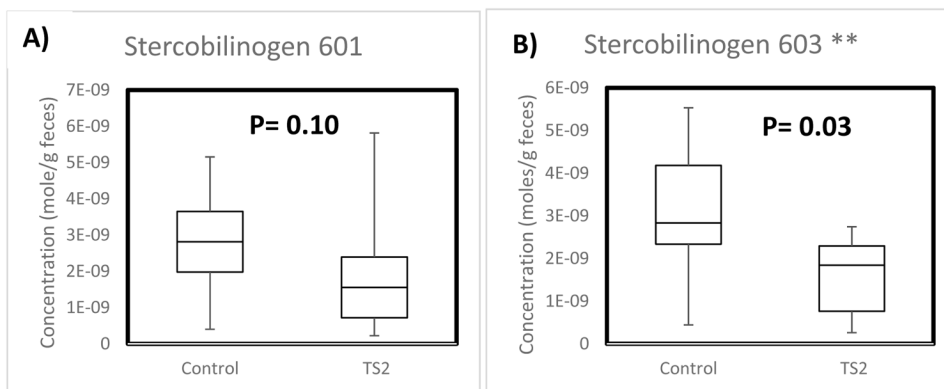 A)
Stercobilinogen 601
Concentration (mole/g feces)
7E-09
6E-09
5E-09
4E-09
3E-09
2E-09
1E-09
0
P= 0.10
Control
TS2
B)
Stercobilinogen 603 **
Concentration (moles/g feces)
6E-09
5E-09
4E-09
3E-09
2E-09
1E-09
0
P= 0.03
Control
TS2